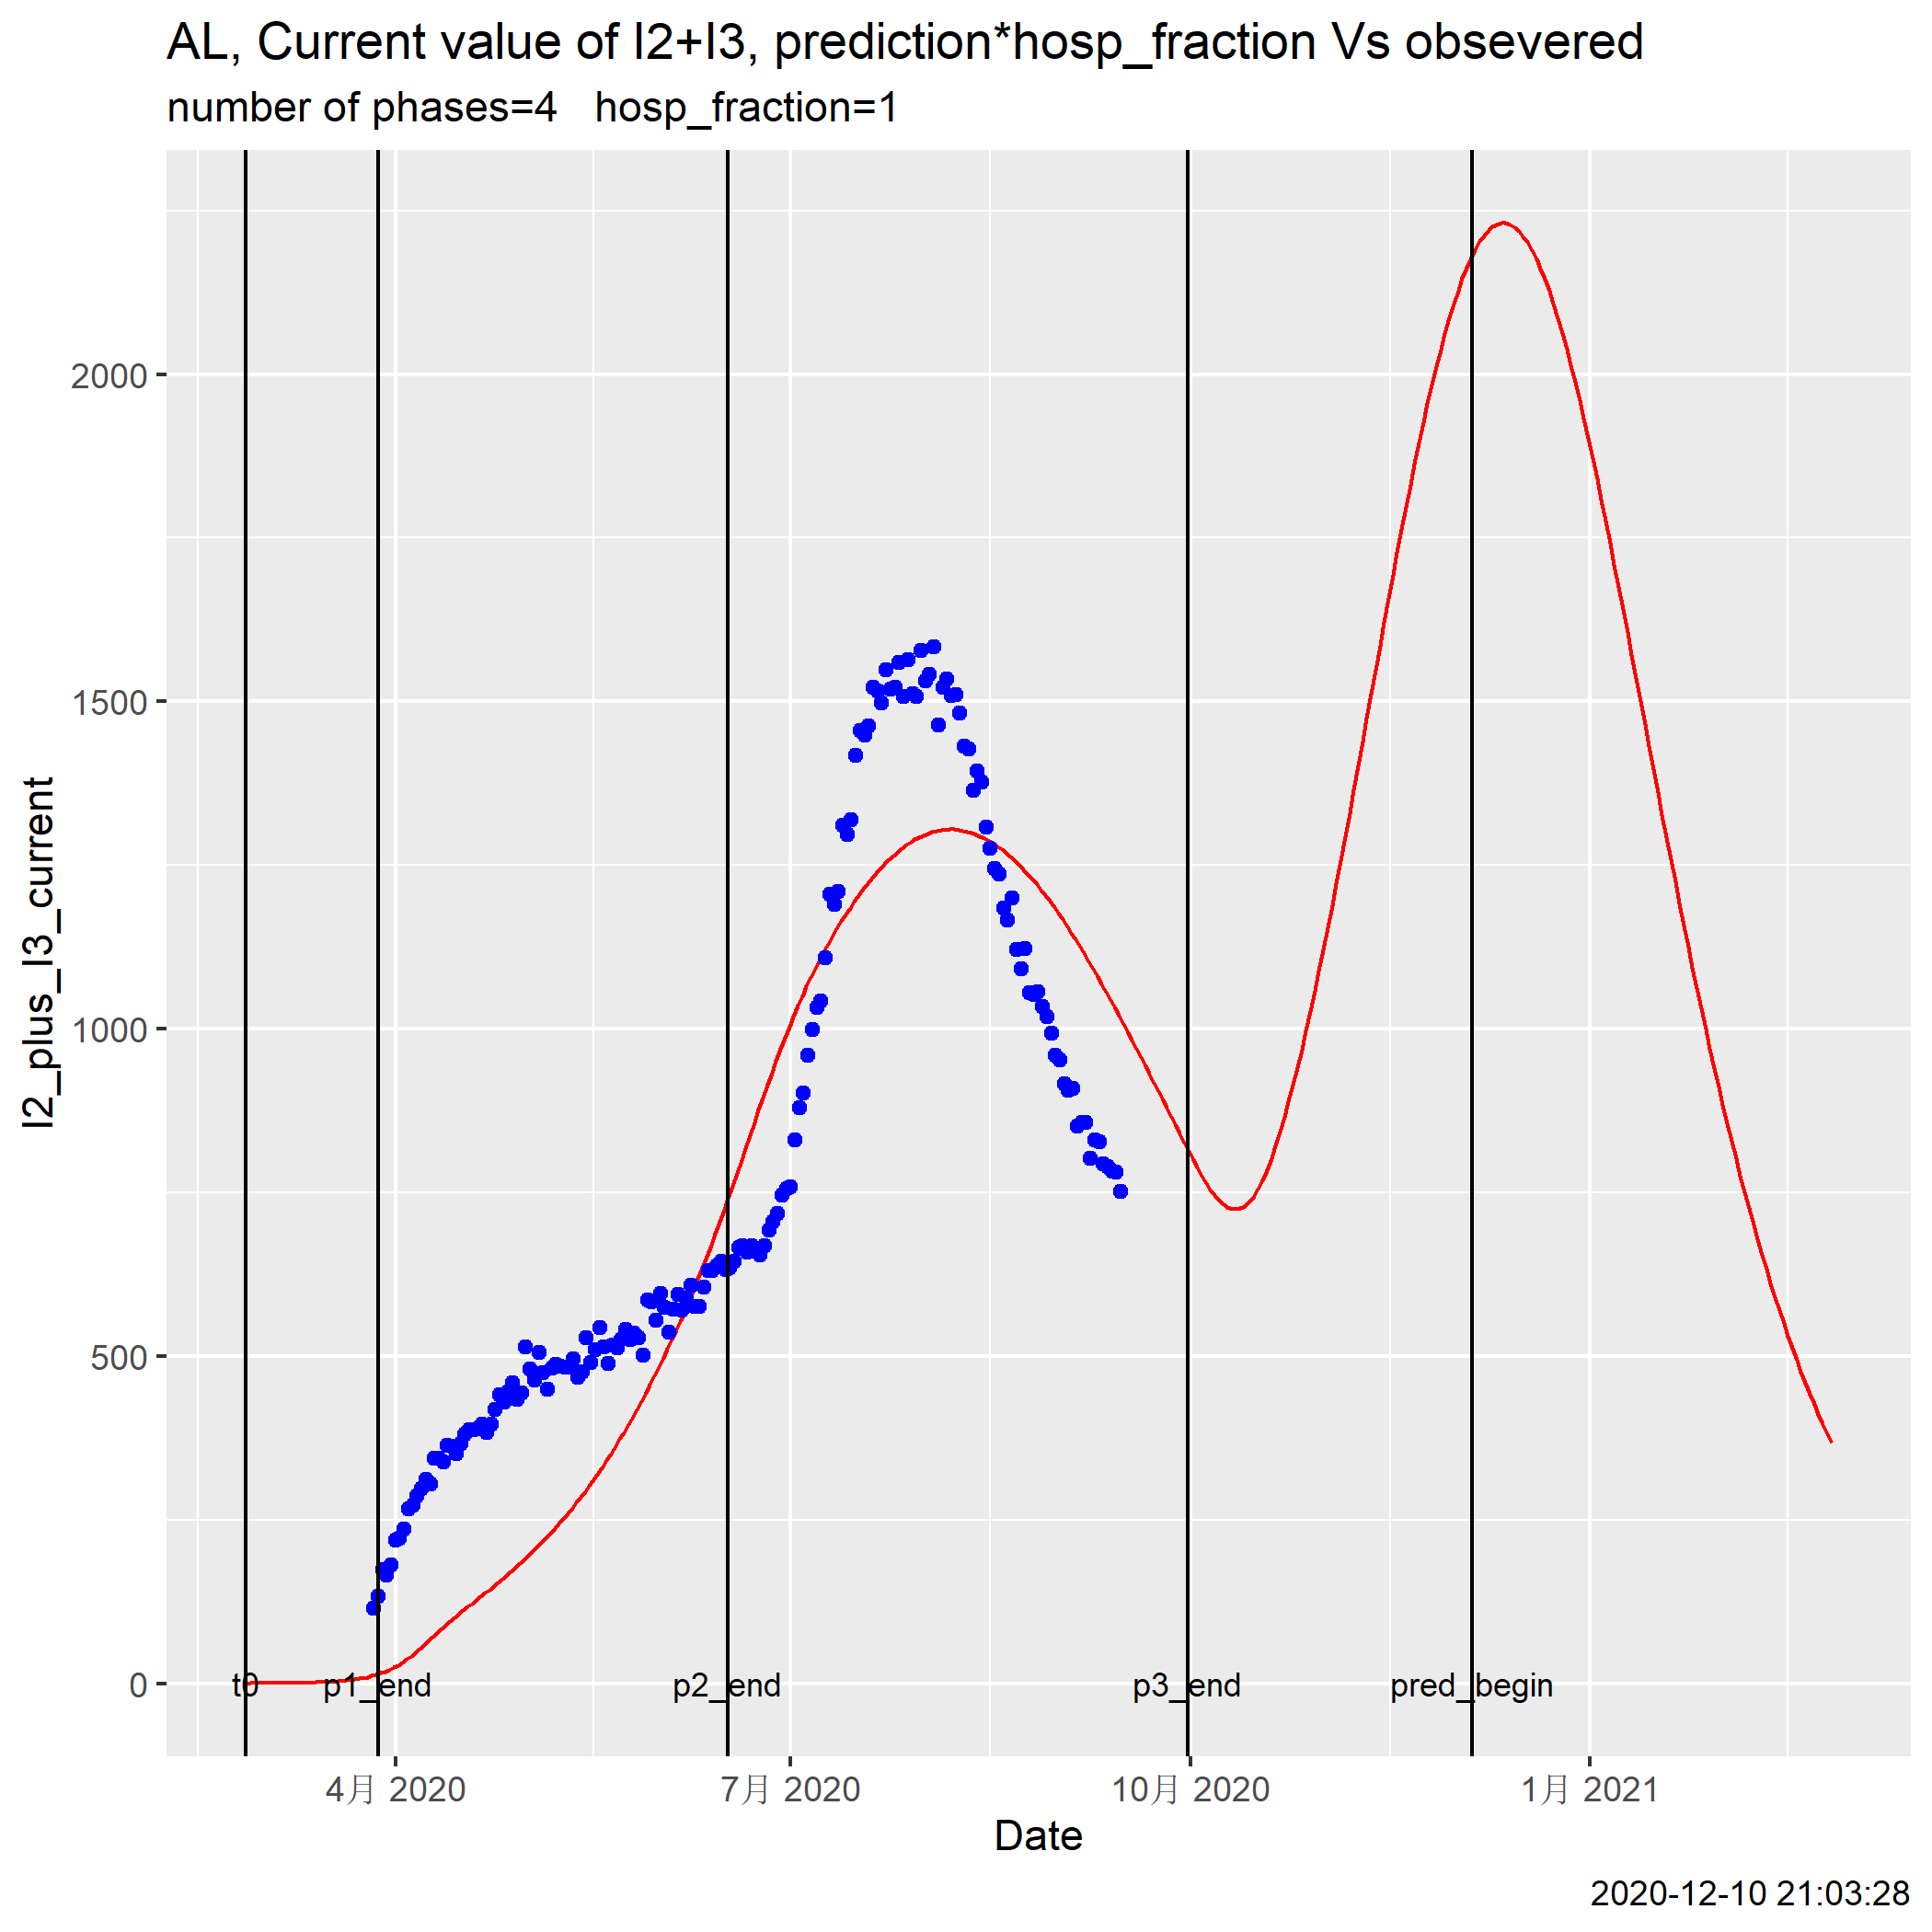 AL, Current value of I2+I3, prediction*hosp_fraction Vs obsevered
number of phases=4 hosp_fraction=1
I2_plus_I3_current
2000
1500
1000
500
0
t0 p1_end p2_end p3_end pred_begin
4月 2020 7月 2020 10月 2020 1月 2021
Date
2020-12-10 21:03:28